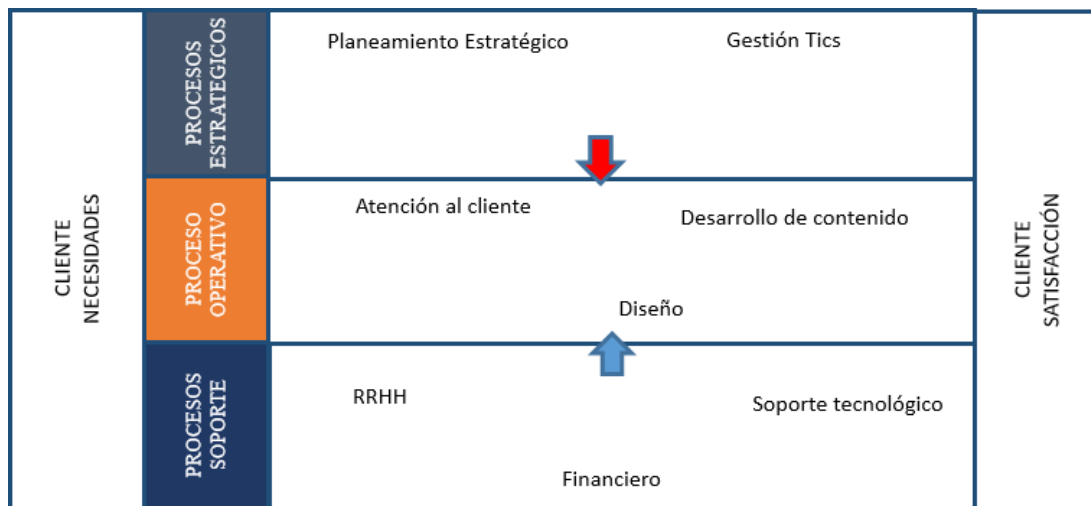 CLIENTE
NECESIDADES
PROCESOS
ESTRATEGICOS
Planeamiento Estratégico
Gestión Tics
PROCESO
OPERATIVO
Atención al cliente
Desarrollo de contenido
Diseño
PROCESOS
SOPORTE
RRHH
Soporte tecnológico
Financiero
CLIENTE
SATISFACCIÓN